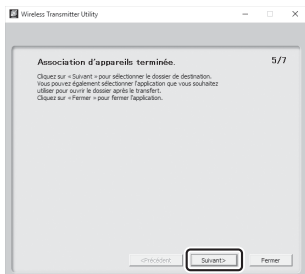 Wireless Transmitter Utility
Association d'appareils terminée.
5/7
Cliquez sur « Suivant » pour sélectionner le dossier de destination.
Vous pouvez également sélectionner l'application que vous souhaitez
utiliser pour ouvrir le dossier après le transfert.
Cliquez sur « Fermer » pour fermer l'application.
<Précédent
Suivant>
Fermer